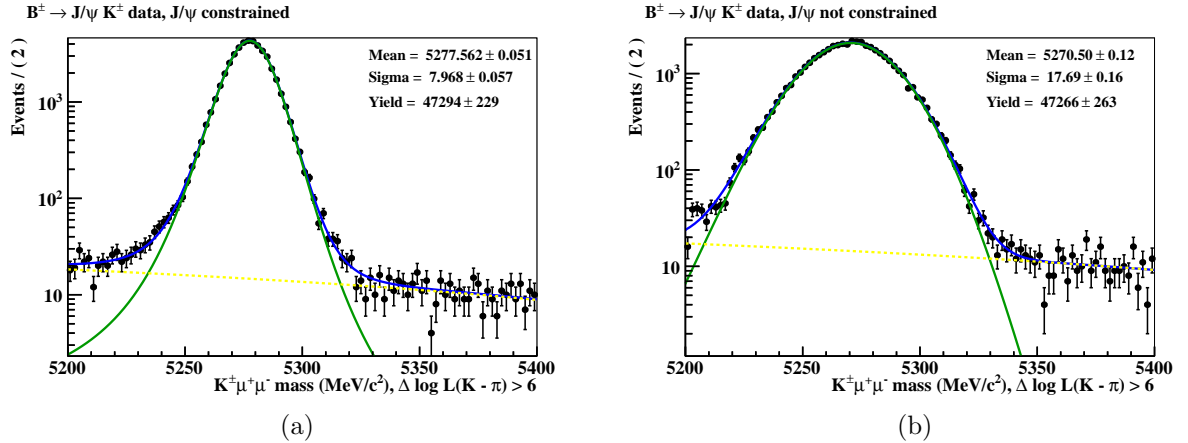 B± → J/ψ K± data, J/ψ constrained
Events / ( 2 )
Mean = 5277.562 ± 0.051
Sigma = 7.968 ± 0.057
Yield = 47294 ± 229
10³
10²
10
5200 5250 5300 5350 5400
K±μ⁺μ⁻ mass (MeV/c²), Δ log L(K - π) > 6
(a)
B± → J/ψ K± data, J/ψ not constrained
Events / ( 2 )
Mean = 5270.50 ± 0.12
Sigma = 17.69 ± 0.16
Yield = 47266 ± 263
10³
10²
10
5200 5250 5300 5350 5400
K±μ⁺μ⁻ mass (MeV/c²), Δ log L(K - π) > 6
(b)